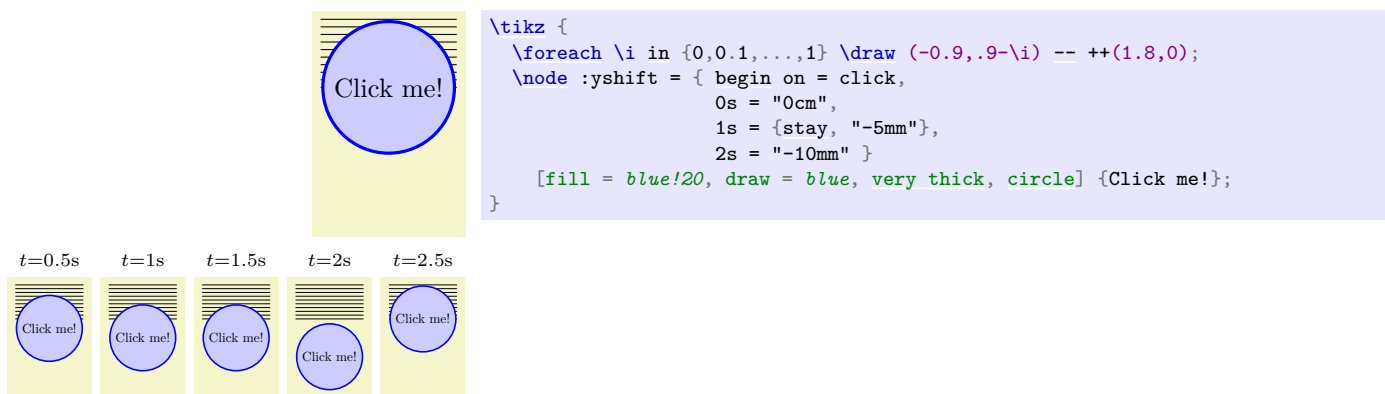 Click me!
\tikz {
  \foreach \i in {0,0.1,...,1} \draw (-0.9,.9-\i) -- ++(1.8,0);
  \node :yshift = { begin on = click,
                    0s = "0cm",
                    1s = {stay, "-5mm"},
                    2s = "-10mm" }
    [fill = blue!20, draw = blue, very thick, circle] {Click me!};
}
t=0.5s t=1s t=1.5s t=2s t=2.5s
Click me! Click me! Click me! Click me! Click me!